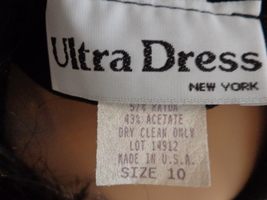 Ultra Dress
NEW YORK
57% RAYON
43% ACETATE
DRY CLEAN ONLY
LOT 14912
MADE IN U.S.A.
SIZE 10